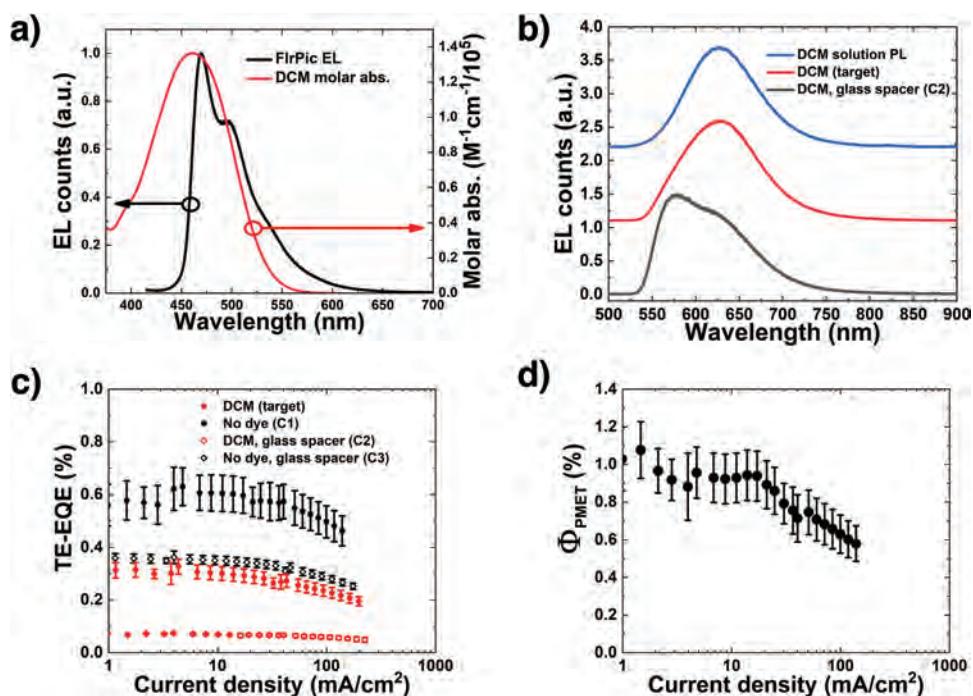 a)
FIrPic EL
DCM molar abs.
EL counts (a.u.)
1.0
0.8
0.6
0.4
0.2
0.0
1.4
1.2
1.0
0.8
0.6
0.4
0.2
0.0
Molar abs. (M⁻¹cm⁻¹/10⁵)
400 450 500 550 600 700
Wavelength (nm)
b)
DCM solution PL
DCM (target)
DCM, glass spacer (C2)
EL counts (a.u.)
4.0
3.5
3.0
2.5
2.0
1.5
1.0
0.5
0.0
500 550 600 650 700 750 800 850 900
Wavelength (nm)
c)
DCM (target)
No dye (C1)
DCM, glass spacer (C2)
No dye, glass spacer (C3)
TE-EQE (%)
1.0
0.8
0.6
0.4
0.2
0.0
1 10 100 1000
Current density (mA/cm²)
d)
Φ_PMET (%)
1.4
1.2
1.0
0.8
0.6
0.4
0.2
0.0
1 10 100 1000
Current density (mA/cm²)